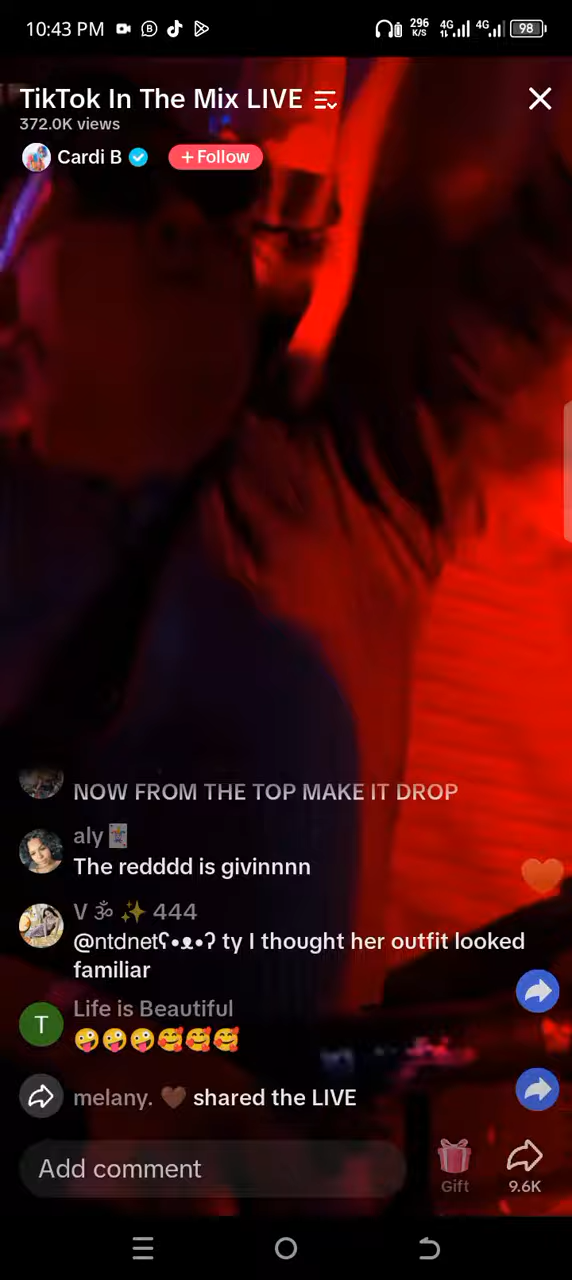 10:43 PM
296 K/S 4G 4G 98
TikTok In The Mix LIVE
372.0K views
Cardi B
+ Follow
NOW FROM THE TOP MAKE IT DROP
aly🃏
The redddd is givinnnn
V ॐ ✨ 444
@ntdnetʕ•ᴥ•ʔ ty I thought her outfit looked
familiar
T
Life is Beautiful
🤪🤪🤪🥰🥰🥰
melany. 🤎 shared the LIVE
Add comment
Gift
9.6K